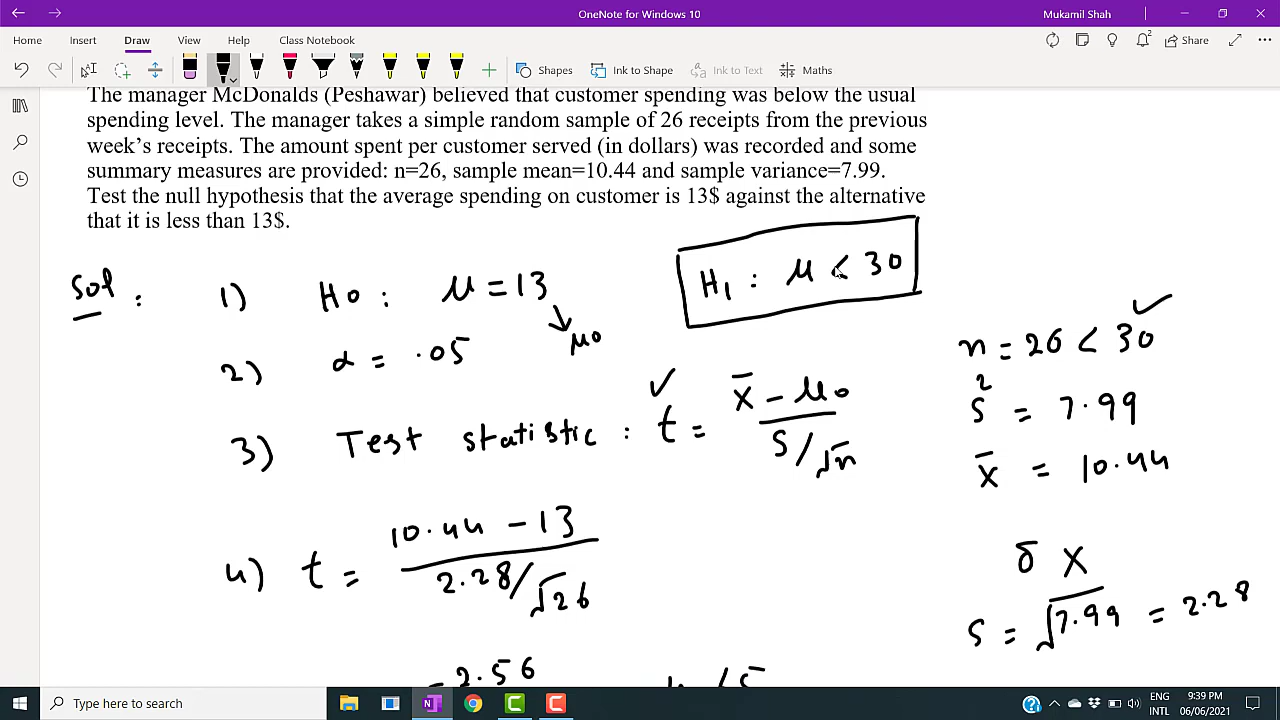 OneNote for Windows 10
Mukamil Shah
Home Insert Draw View Help Class Notebook
Share
Shapes Ink to Shape Ink to Text Maths
The manager McDonalds (Peshawar) believed that customer spending was below the usual
spending level. The manager takes a simple random sample of 26 receipts from the previous
week's receipts. The amount spent per customer served (in dollars) was recorded and some
summary measures are provided: n=26, sample mean=10.44 and sample variance=7.99.
Test the null hypothesis that the average spending on customer is 13$ against the alternative
that it is less than 13$.
Sol : 1) H0 : μ = 13
H1 : μ < 30
μ0
n = 26 < 30
2) α = .05
s² = 7.99
3) Test statistic : t = x̄ - μ0 / S/√n
x̄ = 10.44
4) t = 10.44 - 13 / 2.28/√26
X
S = √7.99 = 2.28
2.56
Type here to search
ENG
INTL
9:39 PM
06/06/2021